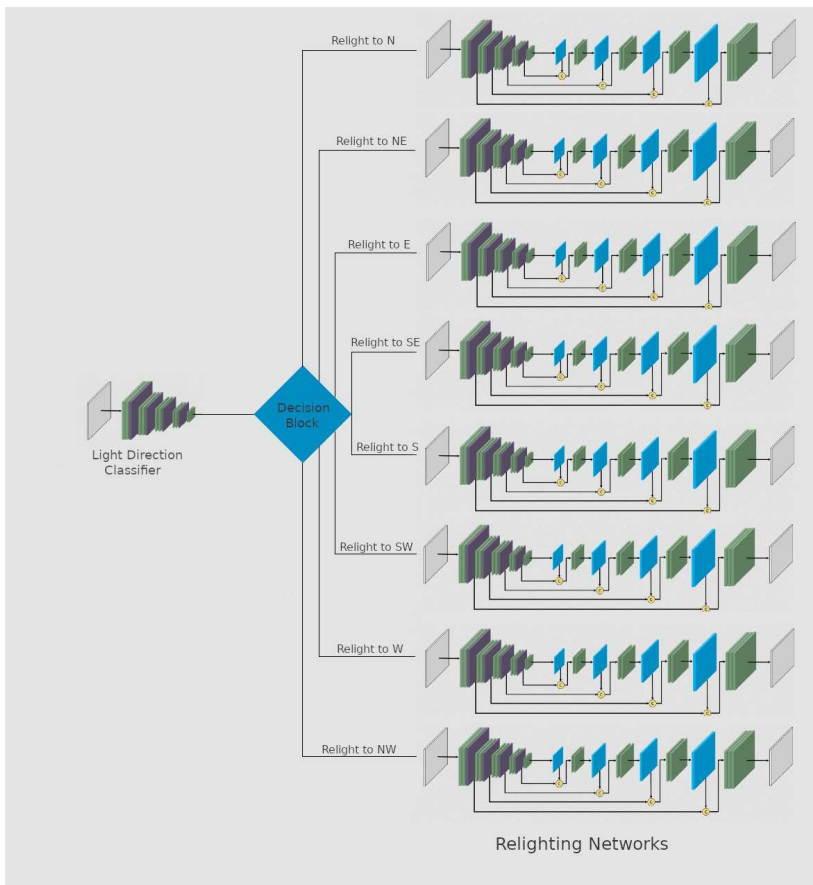 Relight to N
Relight to NE
Relight to E
Relight to SE
Decision
Block
Light Direction
Classifier
Relight to S
Relight to SW
Relight to W
Relight to NW
Relighting Networks